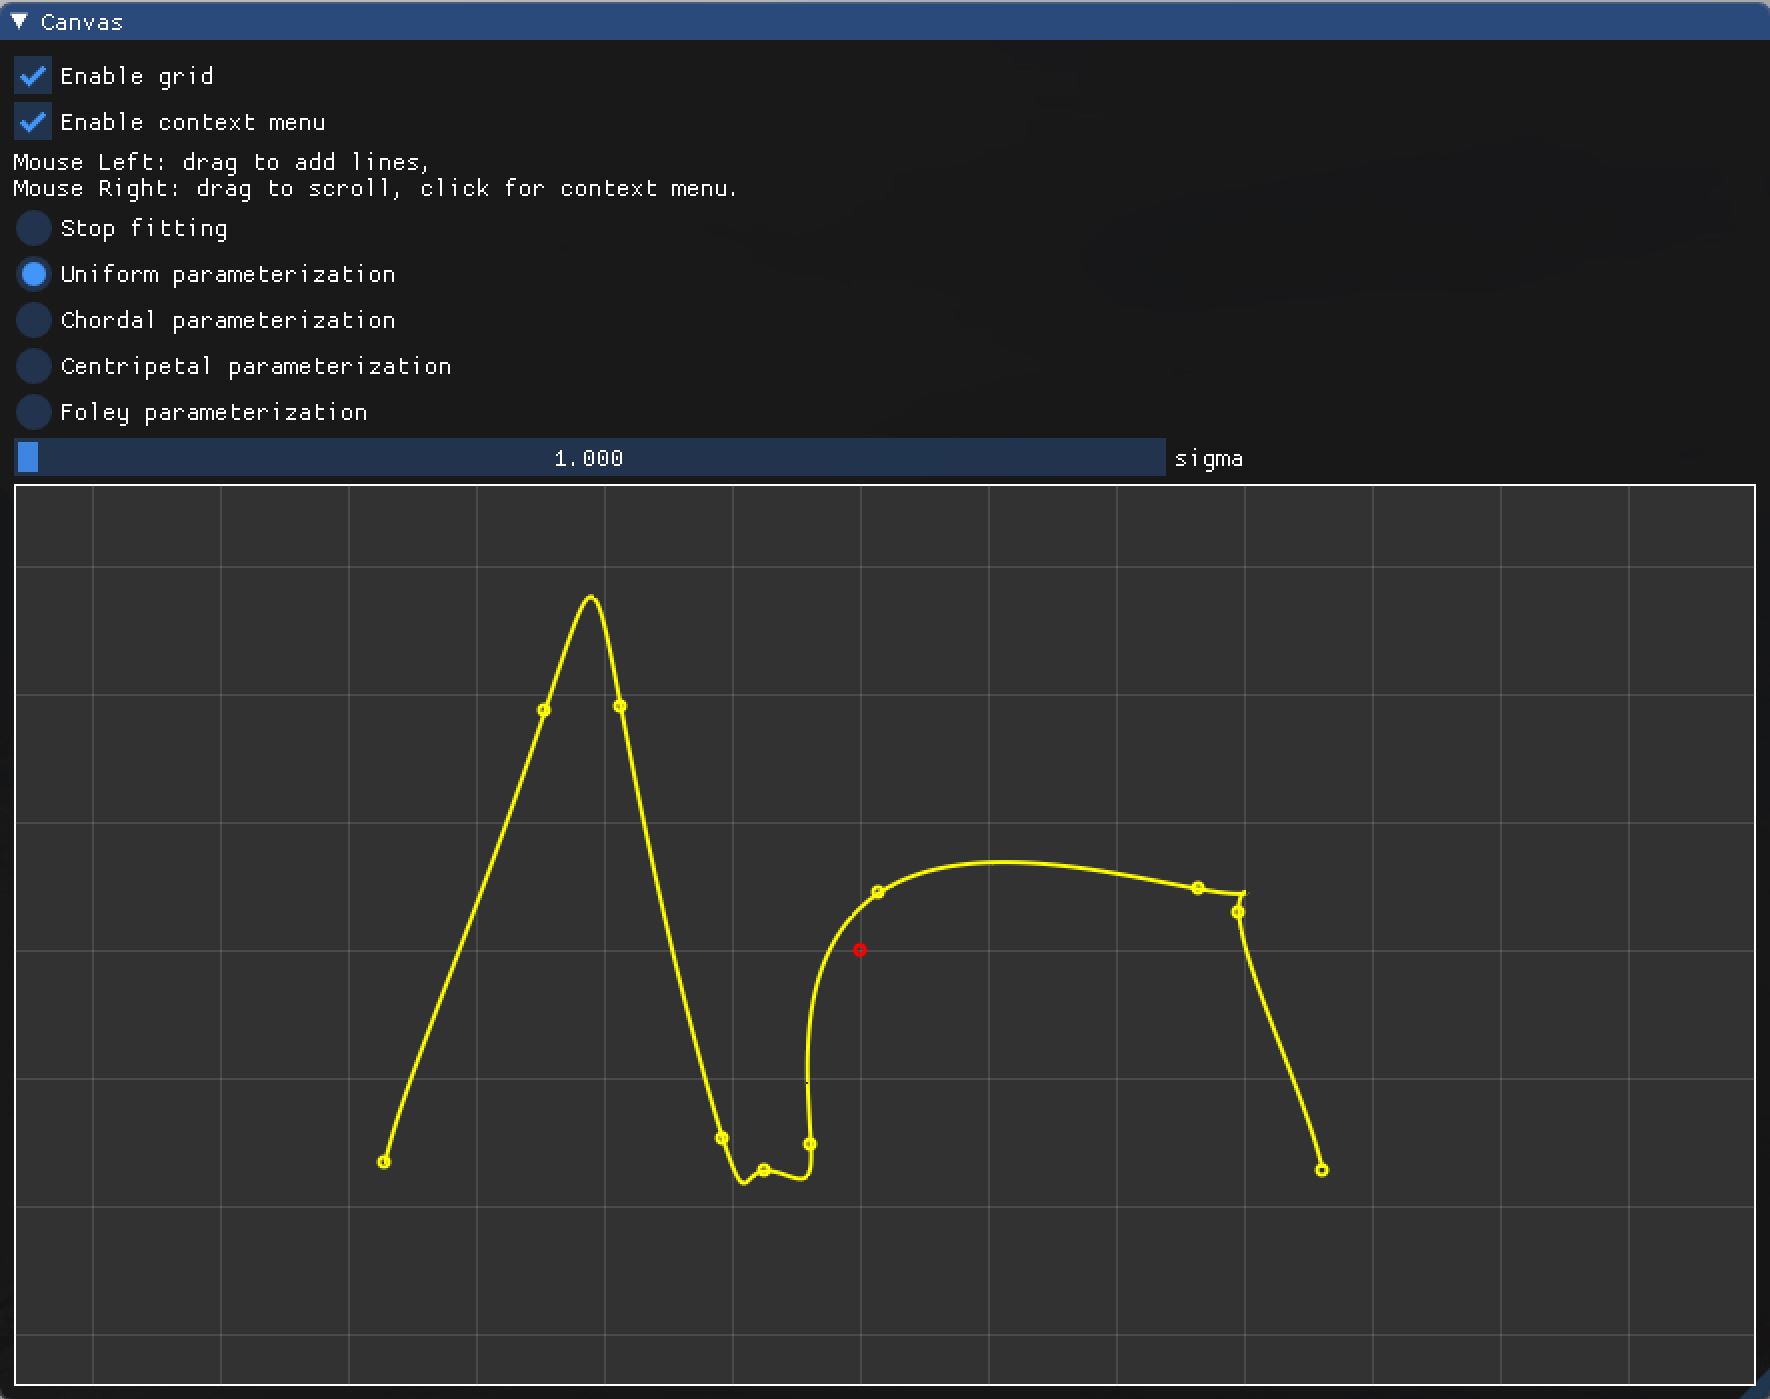 Canvas
Enable grid
Enable context menu
Mouse Left: drag to add lines,
Mouse Right: drag to scroll, click for context menu.
Stop fitting
Uniform parameterization
Chordal parameterization
Centripetal parameterization
Foley parameterization
1.000 sigma